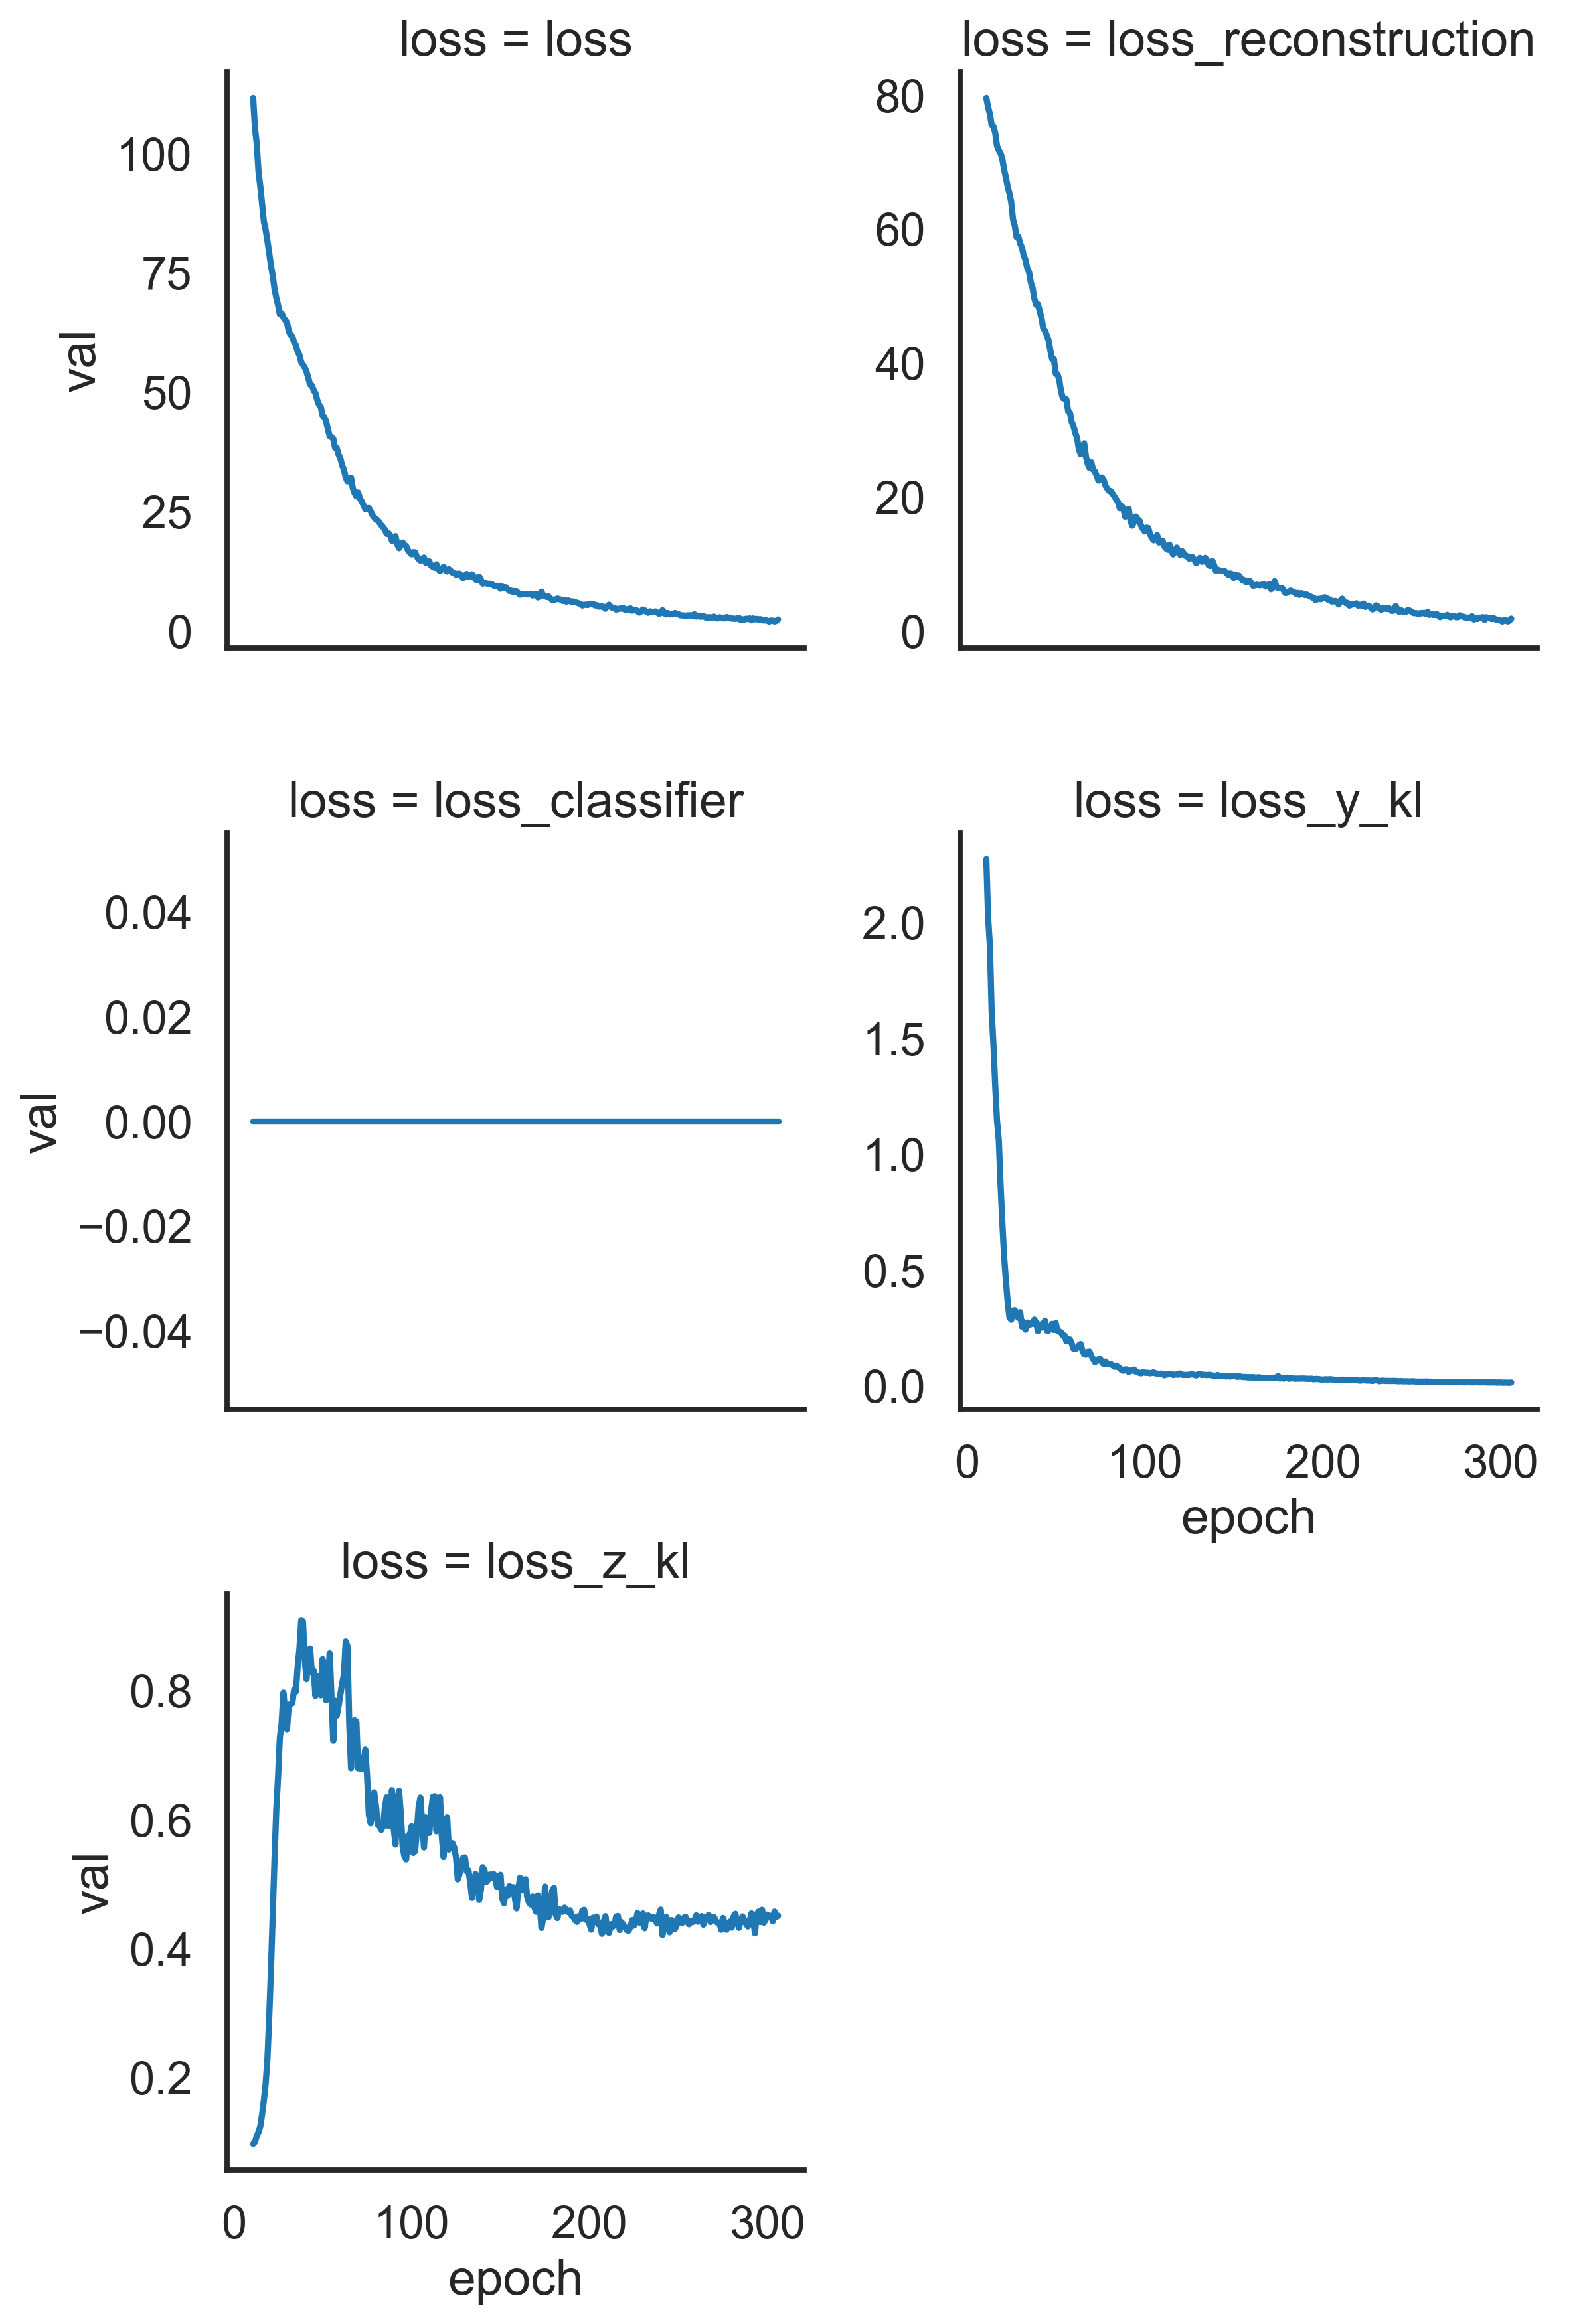 loss = loss
100
75
50
25
0
val
loss = loss_reconstruction
80
60
40
20
0
loss = loss_classifier
0.04
0.02
0.00
−0.02
−0.04
val
loss = loss_y_kl
2.0
1.5
1.0
0.5
0.0
0 100 200 300
epoch
loss = loss_z_kl
0.8
0.6
0.4
0.2
val
0 100 200 300
epoch